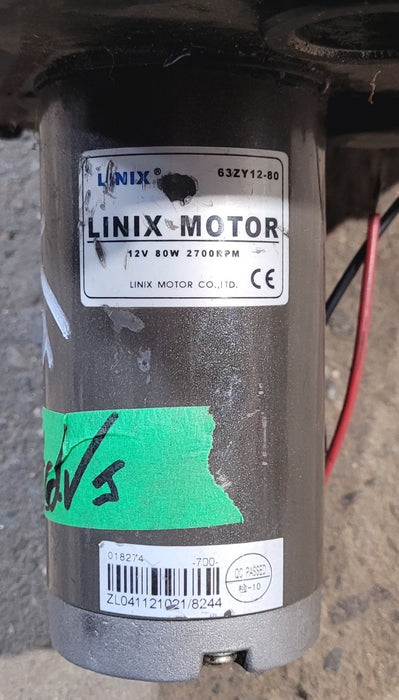 LINIX® 63ZY12-80
LINIX MOTOR
12V 80W 2700RPM
LINIX MOTOR CO.,LTD. CE
018274 -700-
ZL041121021/8244
QC PASSED
-10